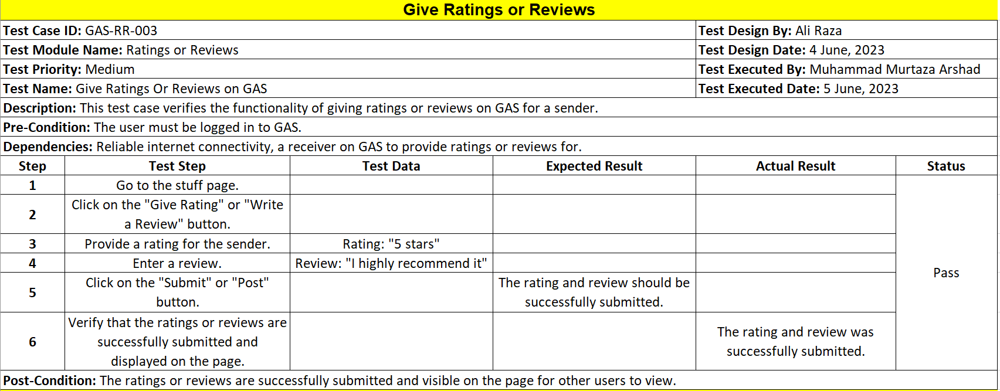 Give Ratings or Reviews
Test Case ID: GAS-RR-003
Test Design By: Ali Raza
Test Module Name: Ratings or Reviews
Test Design Date: 4 June, 2023
Test Priority: Medium
Test Executed By: Muhammad Murtaza Arshad
Test Name: Give Ratings Or Reviews on GAS
Test Executed Date: 5 June, 2023
Description: This test case verifies the functionality of giving ratings or reviews on GAS for a sender.
Pre-Condition: The user must be logged in to GAS.
Dependencies: Reliable internet connectivity, a receiver on GAS to provide ratings or reviews for.
Step Test Step Test Data Expected Result Actual Result Status
1 Go to the stuff page.
2 Click on the "Give Rating" or "Write
a Review" button.
3 Provide a rating for the sender. Rating: "5 stars"
4 Enter a review. Review: "I highly recommend it"
5 Click on the "Submit" or "Post"
button.
The rating and review should be
successfully submitted.
6 Verify that the ratings or reviews are
successfully submitted and
displayed on the page.
The rating and review was
successfully submitted.
Pass
Post-Condition: The ratings or reviews are successfully submitted and visible on the page for other users to view.